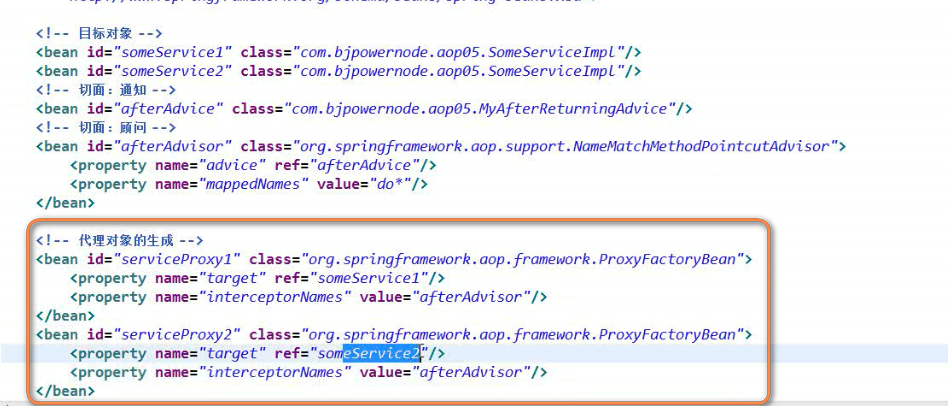 <!-- 目标对象 -->
<bean id="someService1" class="com.bjpowernode.aop05.SomeServiceImpl"/>
<bean id="someService2" class="com.bjpowernode.aop05.SomeServiceImpl"/>
<!-- 切面：通知 -->
<bean id="afterAdvice" class="com.bjpowernode.aop05.MyAfterReturningAdvice"/>
<!-- 切面：顾问 -->
<bean id="afterAdvisor" class="org.springframework.aop.support.NameMatchMethodPointcutAdvisor">
<property name="advice" ref="afterAdvice"/>
<property name="mappedNames" value="do*"/>
</bean>
<!-- 代理对象的生成 -->
<bean id="serviceProxy1" class="org.springframework.aop.framework.ProxyFactoryBean">
<property name="target" ref="someService1"/>
<property name="interceptorNames" value="afterAdvisor"/>
</bean>
<bean id="serviceProxy2" class="org.springframework.aop.framework.ProxyFactoryBean">
<property name="target" ref="someService2"/>
<property name="interceptorNames" value="afterAdvisor"/>
</bean>